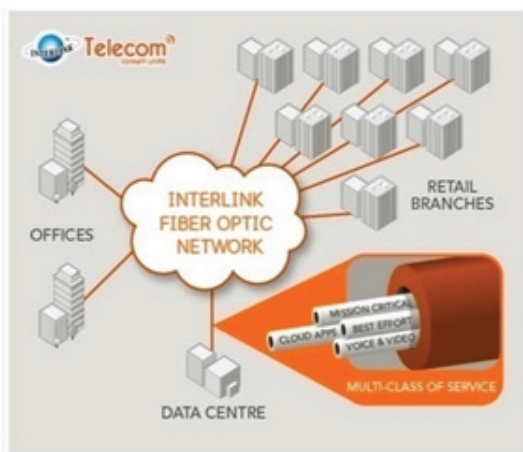 INTERLINK
Telecom
INTERLINK
FIBER OPTIC
NETWORK
RETAIL
BRANCHES
OFFICES
MISSION CRITICAL
CLOUD APPS
BEST EFFORT
VOICE & VIDEO
MULTI-CLASS OF SERVICE
DATA CENTRE